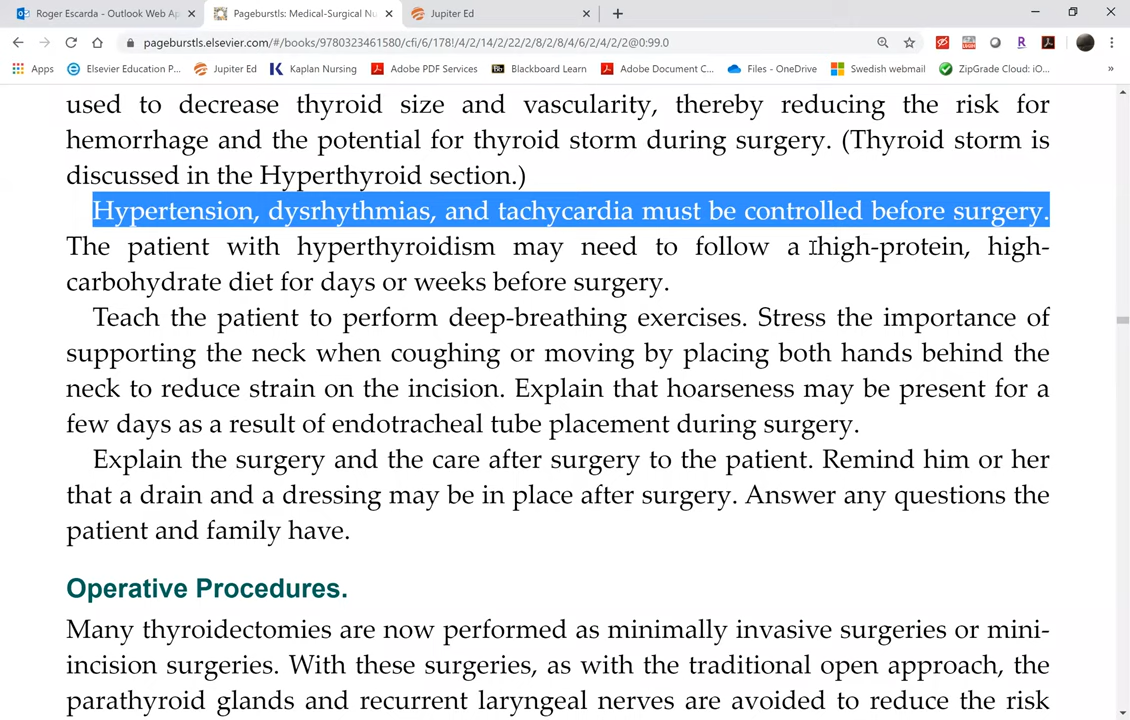 Roger Escarda - Outlook Web Ap
Pageburstls: Medical-Surgical Nu
Jupiter Ed
pageburstls.elsevier.com/#/books/9780323461580/cfi/6/178!/4/2/14/2/22/2/8/2/8/4/6/2/4/2/2@0:99.0
Apps
Elsevier Education P...
Jupiter Ed
Kaplan Nursing
Adobe PDF Services
Blackboard Learn
Adobe Document C...
Files - OneDrive
Swedish webmail
ZipGrade Cloud: iO...
used to decrease thyroid size and vascularity, thereby reducing the risk for
hemorrhage and the potential for thyroid storm during surgery. (Thyroid storm is
discussed in the Hyperthyroid section.)
Hypertension, dysrhythmias, and tachycardia must be controlled before surgery.
The patient with hyperthyroidism may need to follow a high-protein, high-
carbohydrate diet for days or weeks before surgery.
Teach the patient to perform deep-breathing exercises. Stress the importance of
supporting the neck when coughing or moving by placing both hands behind the
neck to reduce strain on the incision. Explain that hoarseness may be present for a
few days as a result of endotracheal tube placement during surgery.
Explain the surgery and the care after surgery to the patient. Remind him or her
that a drain and a dressing may be in place after surgery. Answer any questions the
patient and family have.
Operative Procedures.
Many thyroidectomies are now performed as minimally invasive surgeries or mini-
incision surgeries. With these surgeries, as with the traditional open approach, the
parathyroid glands and recurrent laryngeal nerves are avoided to reduce the risk